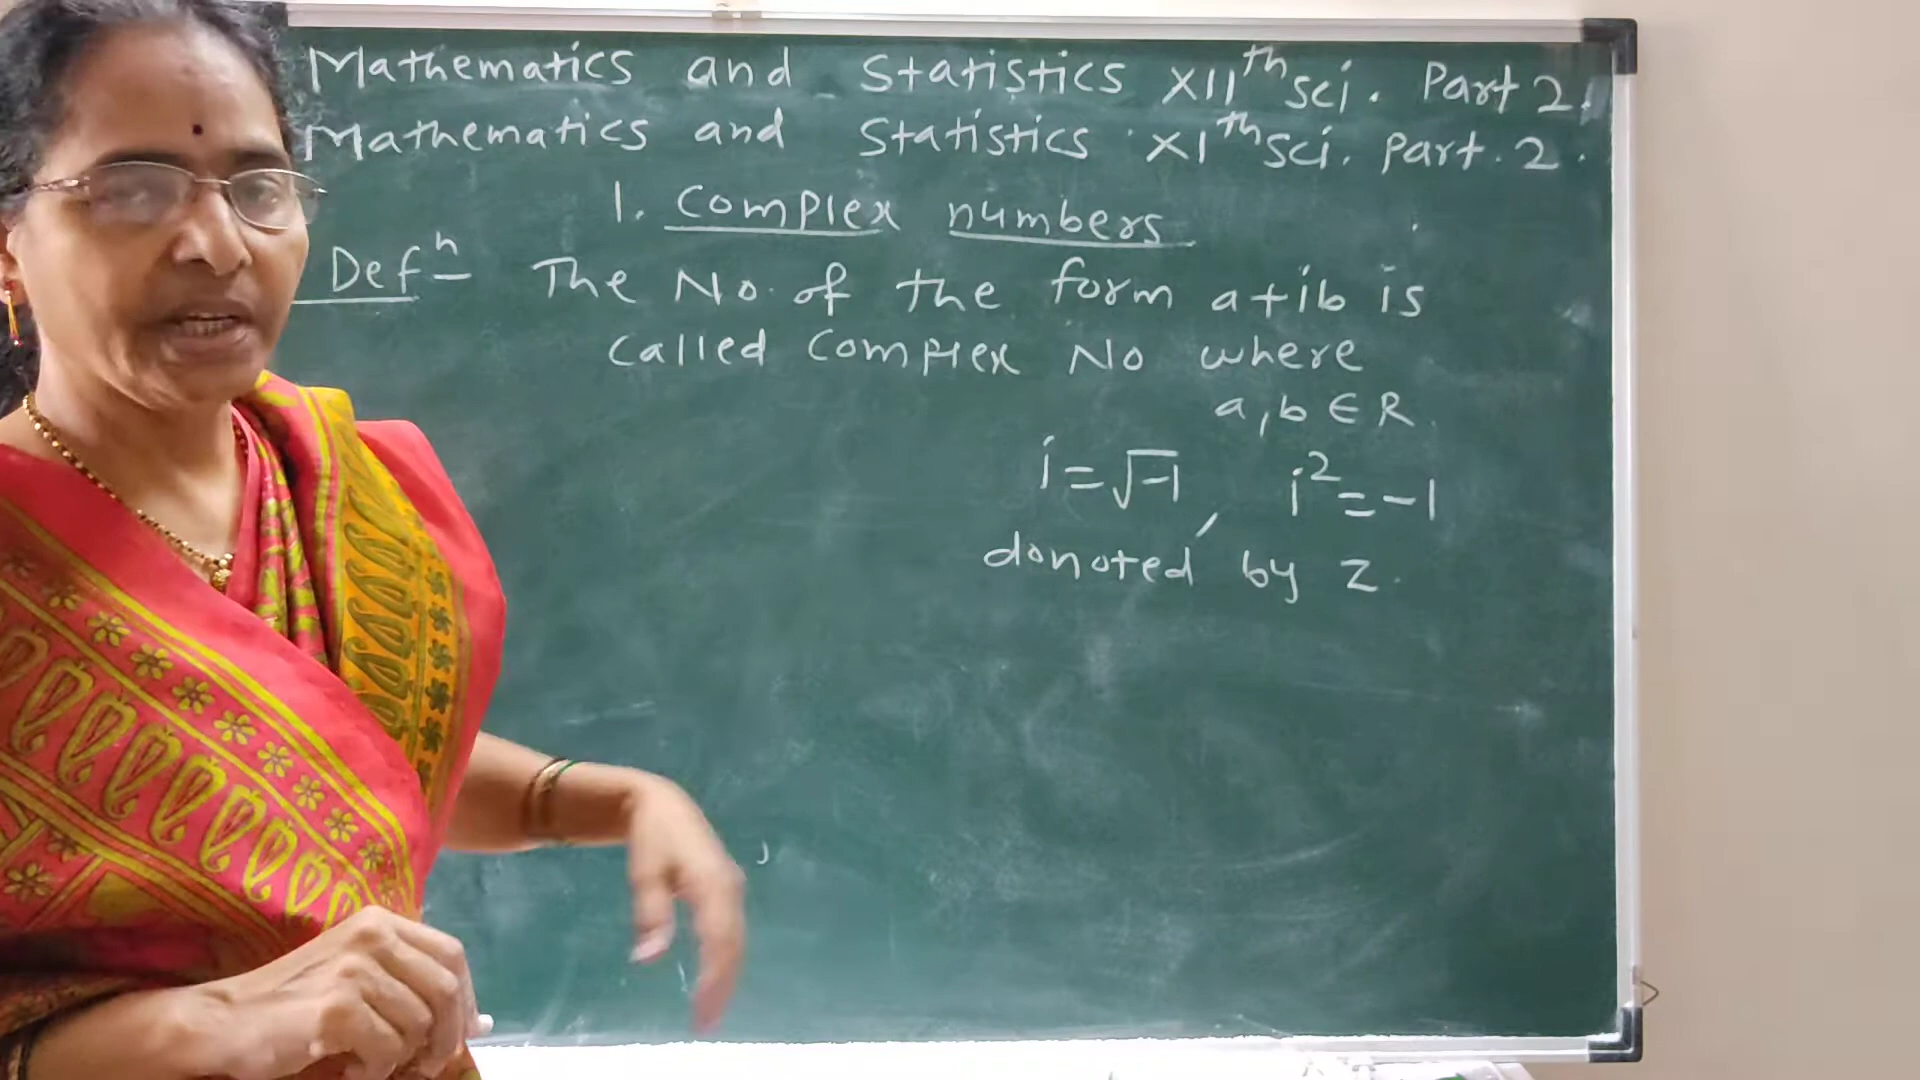 Mathematics and Statistics XIIth sci. Part 2.
Mathematics and Statistics XIth sci. Part. 2.
1. Complex numbers
Defn The No. of the form a+ib is
called Complex No where
a, b ∈ R.
i = √-1, i² = -1
donoted by z.